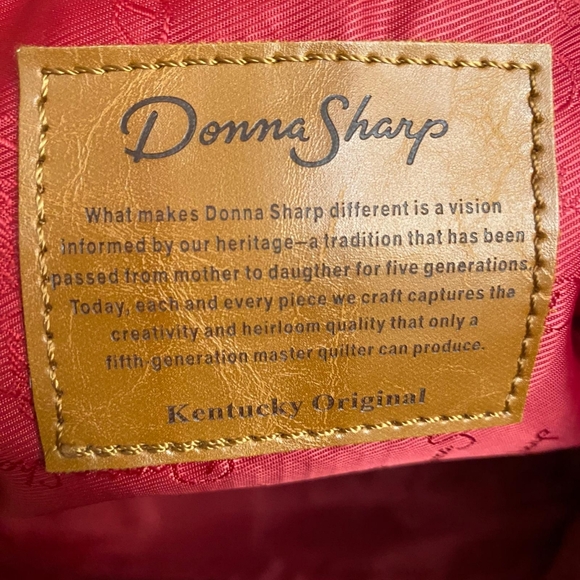 Donna Sharp
What makes Donna Sharp different is a vision
informed by our heritage—a tradition that has been
passed from mother to daugther for five generations.
Today, each and every piece we craft captures tha
creativity and heirloom quality that only a
fifth-generation master quilter can produce.
Kentucky Original